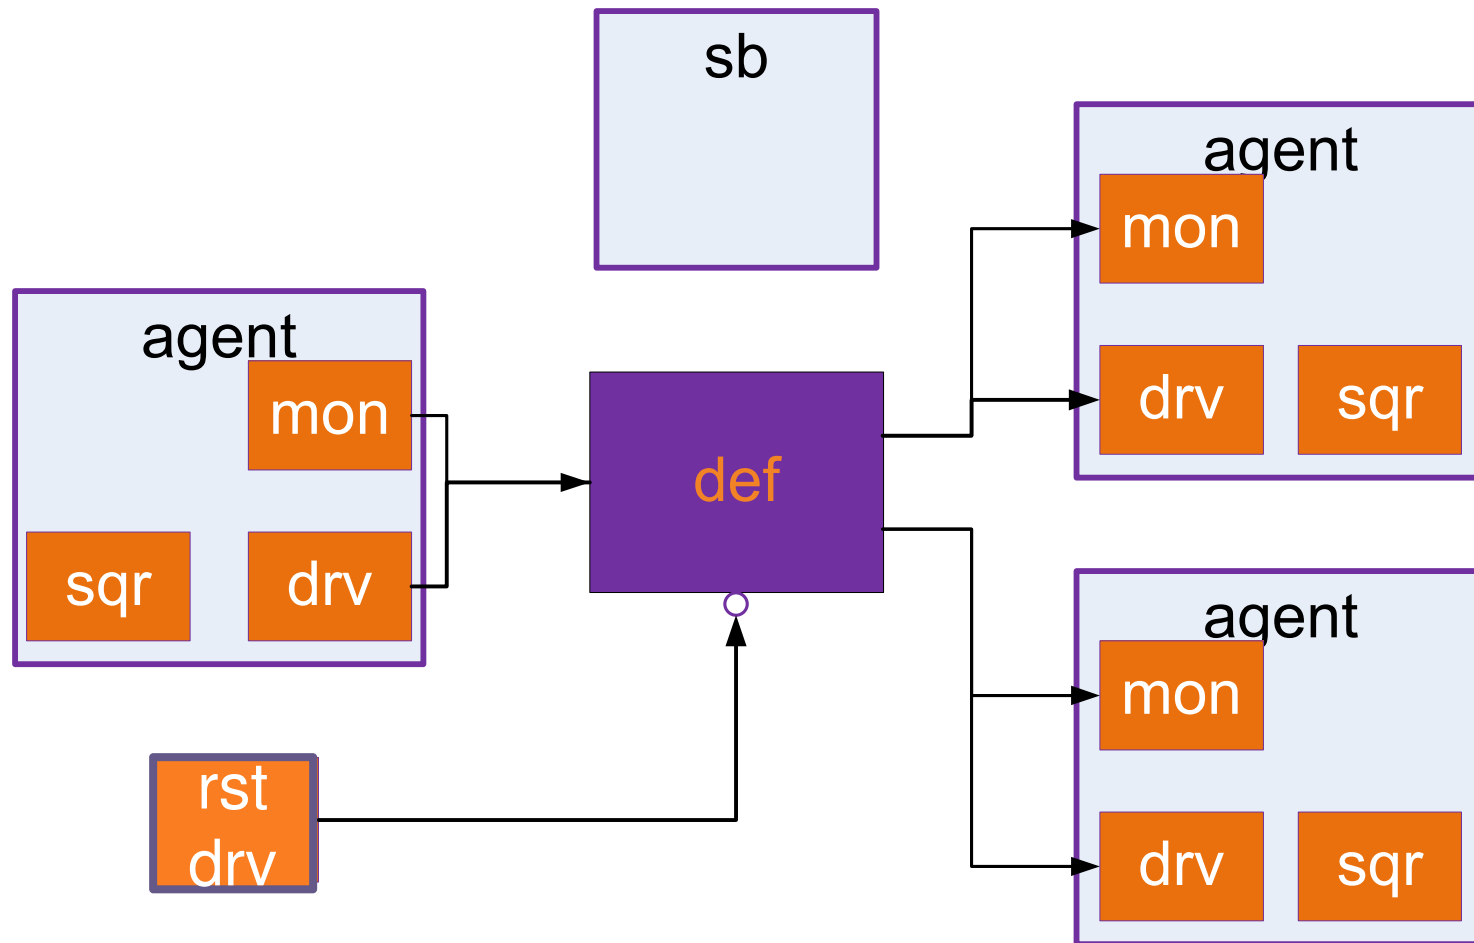 sb
agent
mon
drv
sqr
agent
mon
sqr
drv
def
agent
mon
drv
sqr
rst
drv